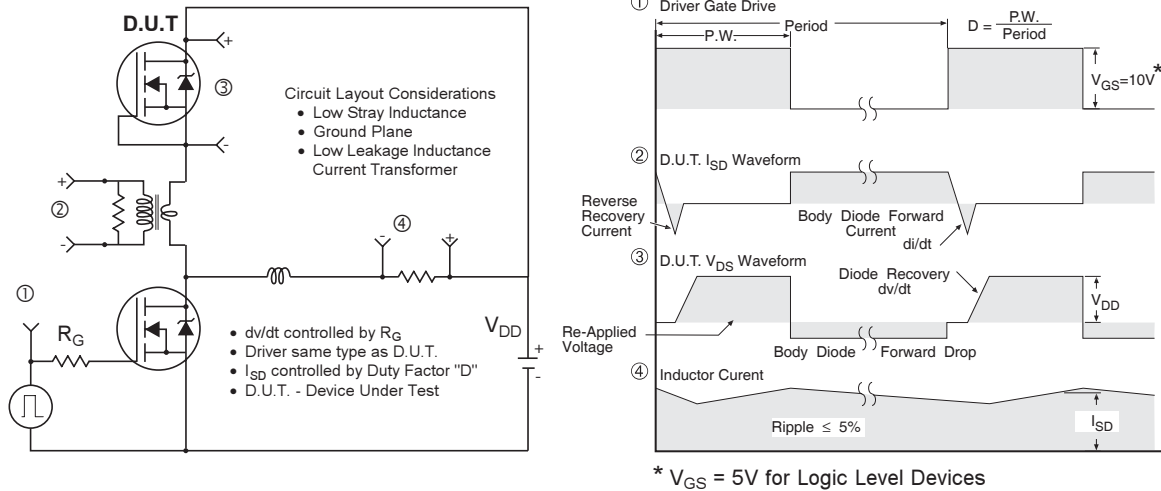 D.U.T
+
③
-
Circuit Layout Considerations
• Low Stray Inductance
• Ground Plane
• Low Leakage Inductance
Current Transformer
+
②
-
④
-
+
①
R_G
V_DD
+
-
• dv/dt controlled by R_G
• Driver same type as D.U.T.
• I_SD controlled by Duty Factor "D"
• D.U.T. - Device Under Test
① Driver Gate Drive
Period
P.W.
D = P.W.
Period
V_GS=10V*
② D.U.T. I_SD Waveform
Reverse
Recovery
Current
Body Diode Forward
Current
di/dt
③ D.U.T. V_DS Waveform
Diode Recovery
dv/dt
V_DD
Re-Applied
Voltage
Body Diode Forward Drop
④ Inductor Curent
Ripple ≤ 5%
I_SD
* V_GS = 5V for Logic Level Devices